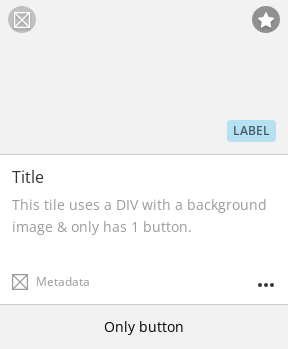 LABEL
Title
This tile uses a DIV with a background
image & only has 1 button.
Metadata
Only button